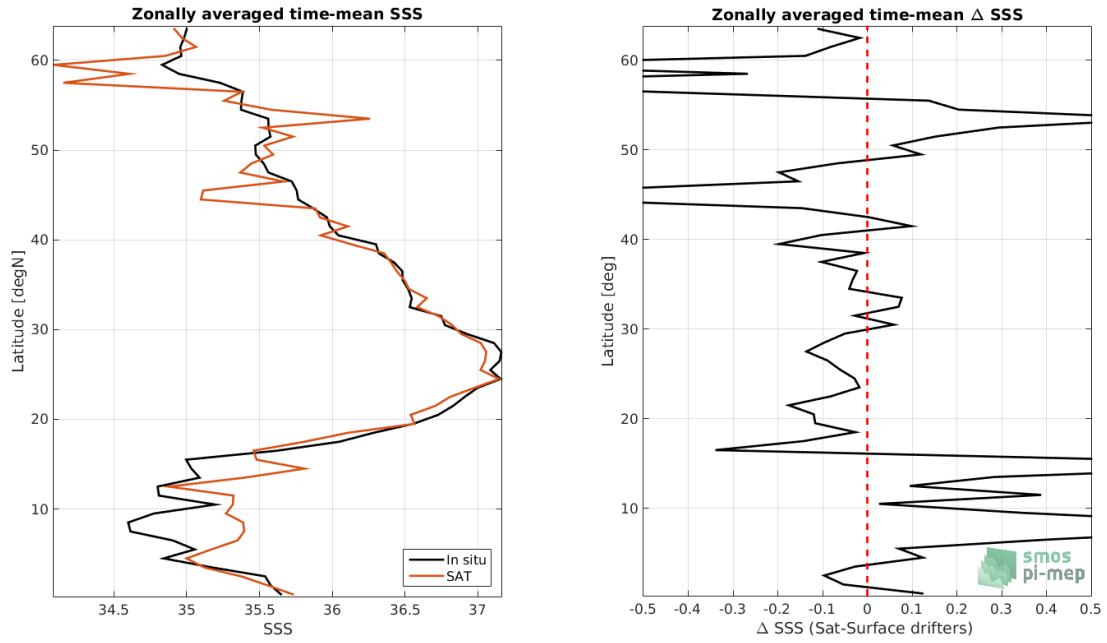 Zonally averaged time-mean SSS
60
50
40
30
20
10
Latitude [degN]
34.5 35 35.5 36 36.5 37
SSS
In situ
SAT
Zonally averaged time-mean Δ SSS
60
50
40
30
20
10
Latitude [deg]
-0.5 -0.4 -0.3 -0.2 -0.1 0 0.1 0.2 0.3 0.4 0.5
Δ SSS (Sat-Surface drifters)
smos
pi-mep